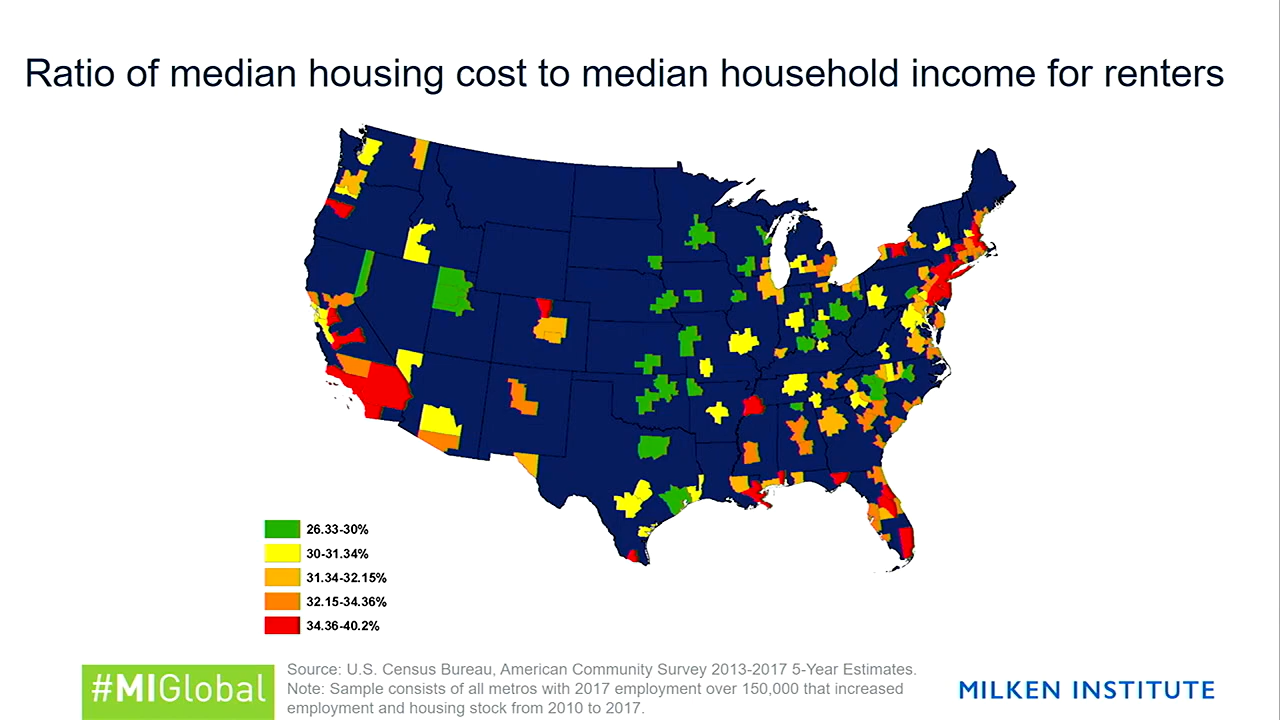 Ratio of median housing cost to median household income for renters
26.33-30%
30-31.34%
31.34-32.15%
32.15-34.36%
34.36-40.2%
#MIGlobal
Source: U.S. Census Bureau, American Community Survey 2013-2017 5-Year Estimates.
Note: Sample consists of all metros with 2017 employment over 150,000 that increased
employment and housing stock from 2010 to 2017.
MILKEN INSTITUTE